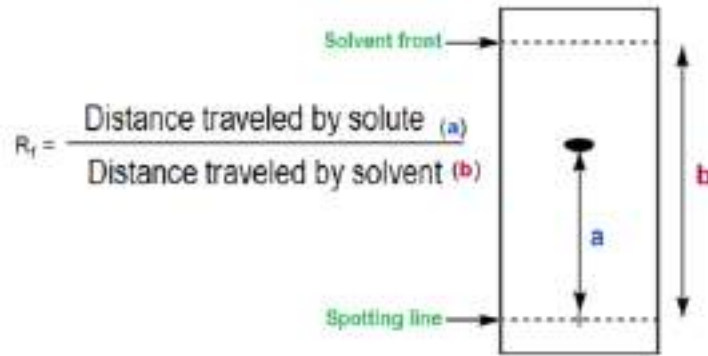 Solvent front
Distance traveled by solute (a)
Rf =
Distance traveled by solvent (b)
b
a
Spotting line